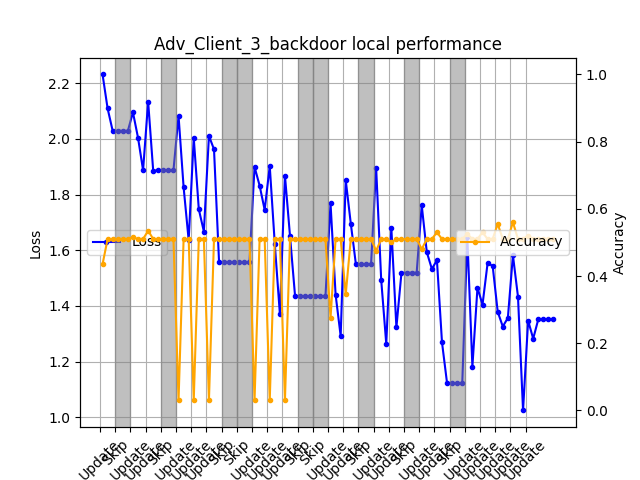 Adv_Client_3_backdoor local performance
Loss
Accuracy
2.2
2.0
1.8
1.6
1.4
1.2
1.0
1.0
0.8
0.6
0.4
0.2
0.0
Loss
Accuracy
Update
Skip
Update
Update
Skip
Update
Update
Update
Update
Skip
Skip
Update
Update
Update
Skip
Skip
Update
Update
Skip
Update
Update
Skip
Update
Update
Skip
Update
Update
Update
Update
Update